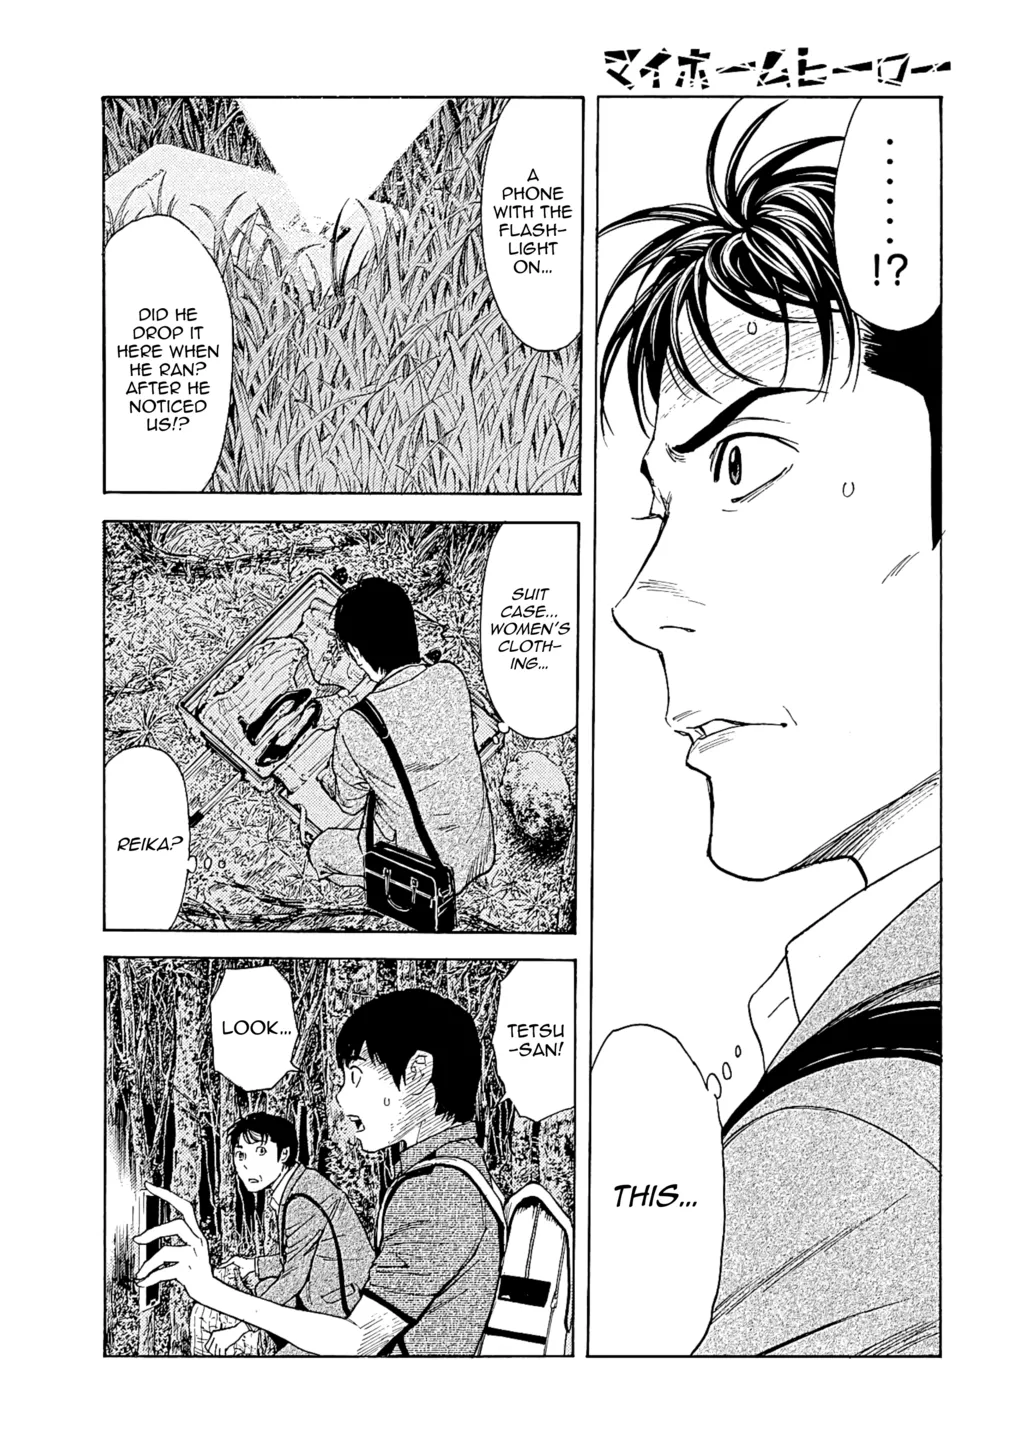 マイホームヒーロー
・・・・・・!?
THIS...
A
PHONE
WITH THE
FLASH-
LIGHT
ON...
DID HE
DROP IT
HERE WHEN
HE RAN?
AFTER HE
NOTICED
US!?
SUIT
CASE...
WOMEN'S
CLOTH-
ING...
REIKA?
TETSU
-SAN!
LOOK...